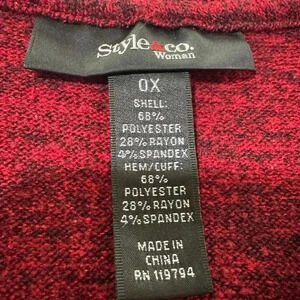 Style&co.
Woman
0X
SHELL:
68%
POLYESTER
28% RAYON
4% SPANDEX
HEM/CUFF:
68%
POLYESTER
28% RAYON
4% SPANDEX
MADE IN
CHINA
RN 119794